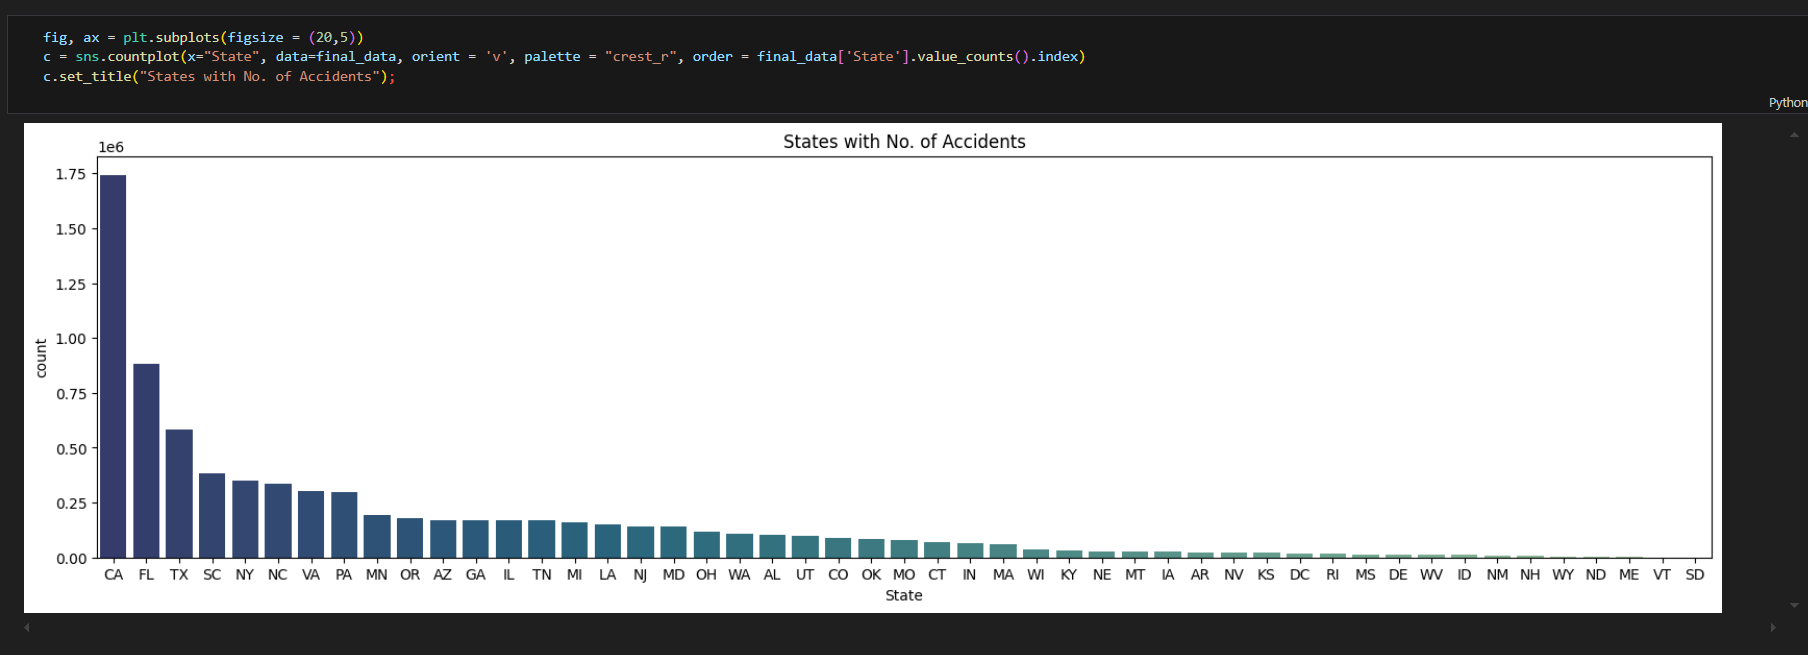 fig, ax = plt.subplots(figsize = (20,5))
c = sns.countplot(x="State", data=final_data, orient = 'v', palette = "crest_r", order = final_data['State'].value_counts().index)
c.set_title("States with No. of Accidents");
Python
States with No. of Accidents
1e6
1.75
1.50
1.25
1.00
0.75
0.50
0.25
0.00
count
CA FL TX SC NY NC VA PA MN OR AZ GA IL TN MI LA NJ MD OH WA AL UT CO OK MO CT IN MA WI KY NE MT IA AR NV KS DC RI MS DE WV ID NM NH WY ND ME VT SD
State